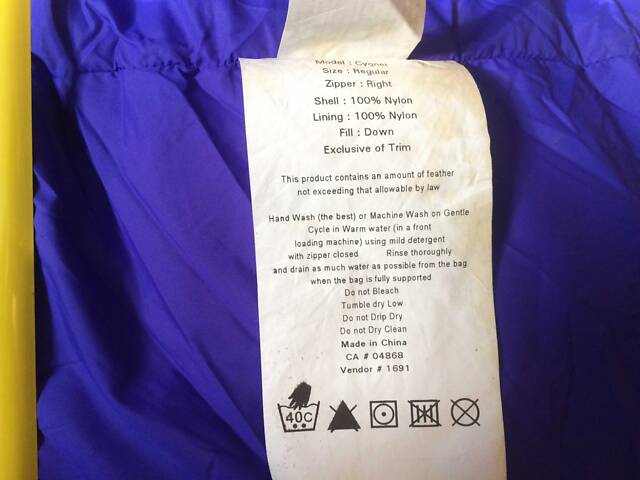 Model : Cygnet
Size : Regular
Zipper : Right
Shell : 100% Nylon
Lining : 100% Nylon
Fill : Down
Exclusive of Trim
This product contains an amount of feather
not exceeding that allowable by law
Hand Wash (the best) or Machine Wash on Gentle
Cycle in Warm water (in a front
loading machine) using mild detergent
with zipper closed Rinse thoroughly
and drain as much water as possible from the bag
when the bag is fully supported
Do not Bleach
Tumble dry Low
Do not Drip Dry
Do not Dry Clean
Made in China
CA # 04868
Vendor # 1691
40C